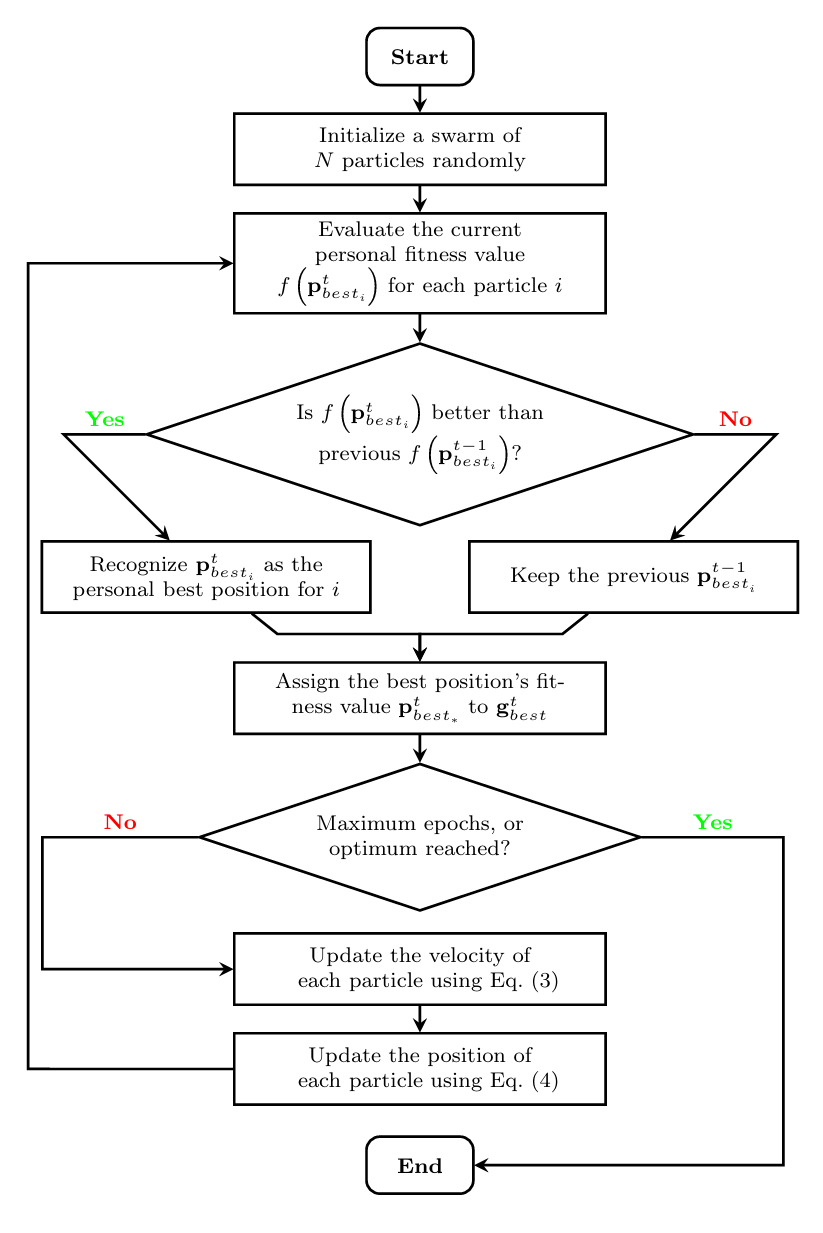 Start
Initialize a swarm of
N particles randomly
Evaluate the current
personal fitness value
f(𝐩^t_{best_i}) for each particle i
Is f(𝐩^t_{best_i}) better than
previous f(𝐩^{t−1}_{best_i})?
Yes
No
Recognize 𝐩^t_{best_i} as the
personal best position for i
Keep the previous 𝐩^{t−1}_{best_i}
Assign the best position's fit-
ness value 𝐩^t_{best_*} to 𝐠^t_{best}
Maximum epochs, or
optimum reached?
No
Yes
Update the velocity of
each particle using Eq. (3)
Update the position of
each particle using Eq. (4)
End